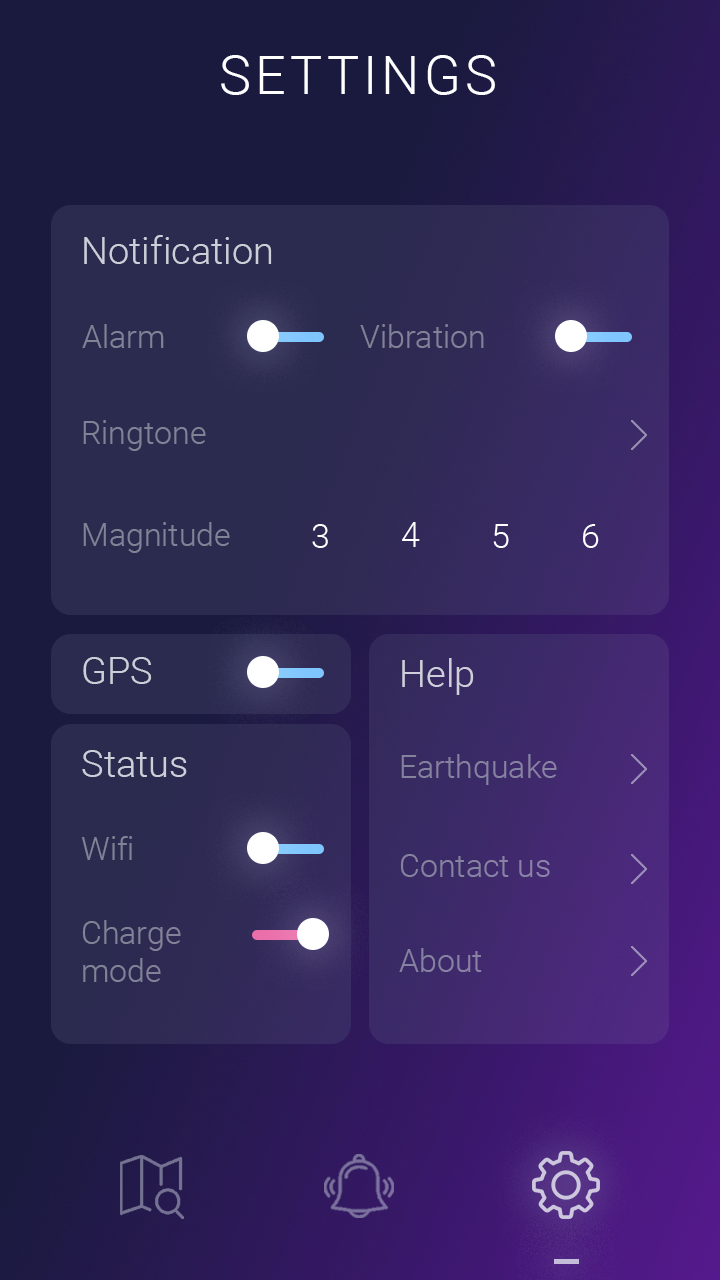 SETTINGS
Notification
Alarm Vibration
Ringtone
Magnitude 3 4 5 6
GPS
Status
Wifi
Charge
mode
Help
Earthquake
Contact us
About